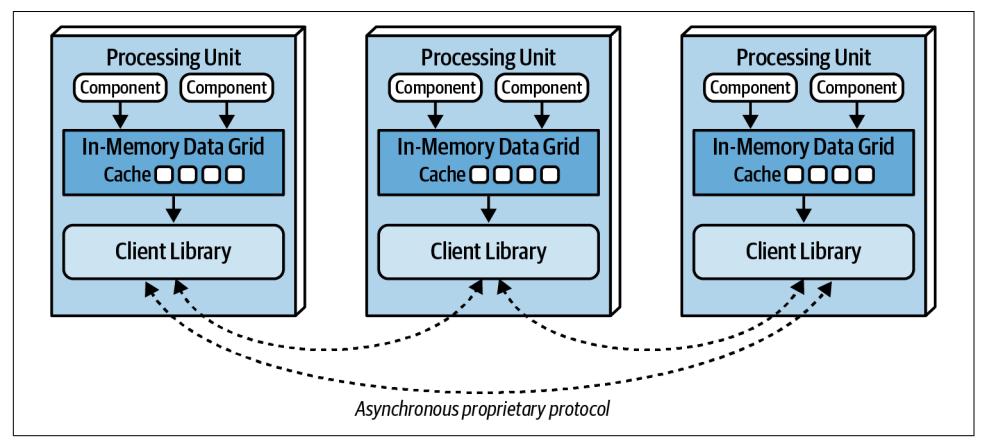 Processing Unit
Component Component
In-Memory Data Grid
Cache
Client Library
Processing Unit
Component Component
In-Memory Data Grid
Cache
Client Library
Processing Unit
Component Component
In-Memory Data Grid
Cache
Client Library
Asynchronous proprietary protocol